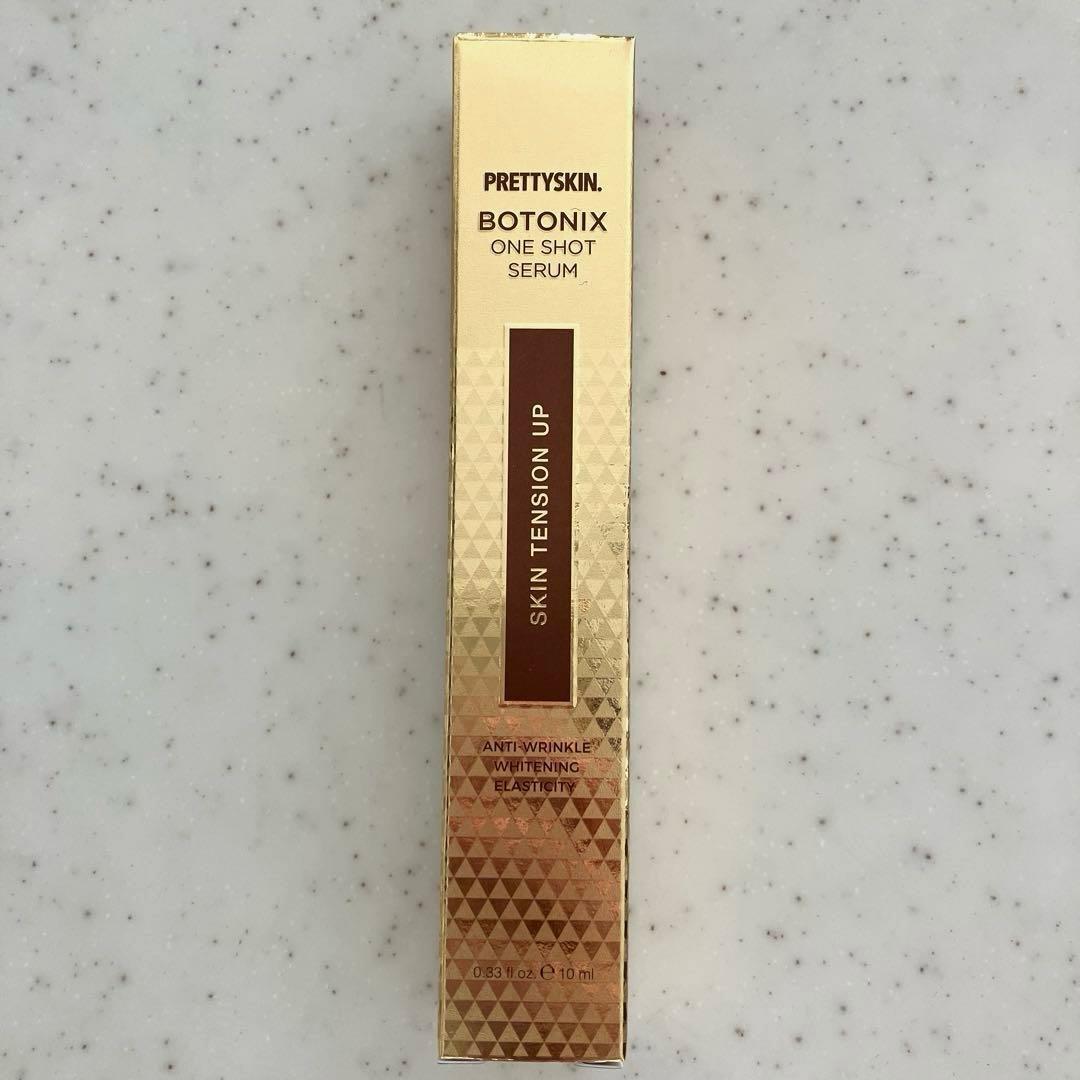 PRETTYSKIN.
BOTONIX
ONE SHOT
SERUM
SKIN TENSION UP
ANTI-WRINKLE
WHITENING
ELASTICITY
0.33 fl.oz. ℮ 10 ml